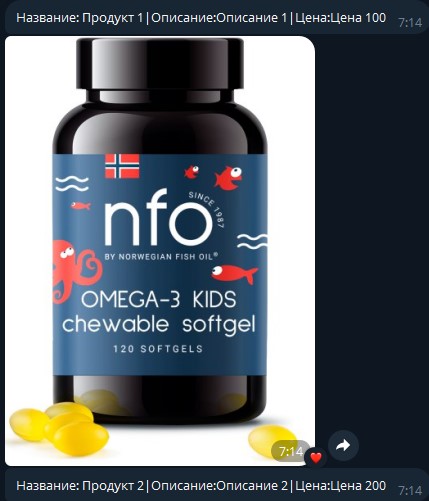 Название: Продукт 1|Описание:Описание 1|Цена:Цена 100 7:14
nfo
SINCE 1987
BY NORWEGIAN FISH OIL®
OMEGA-3 KIDS
chewable softgel
120 SOFTGELS
7:14
Название: Продукт 2|Описание:Описание 2|Цена:Цена 200 7:14